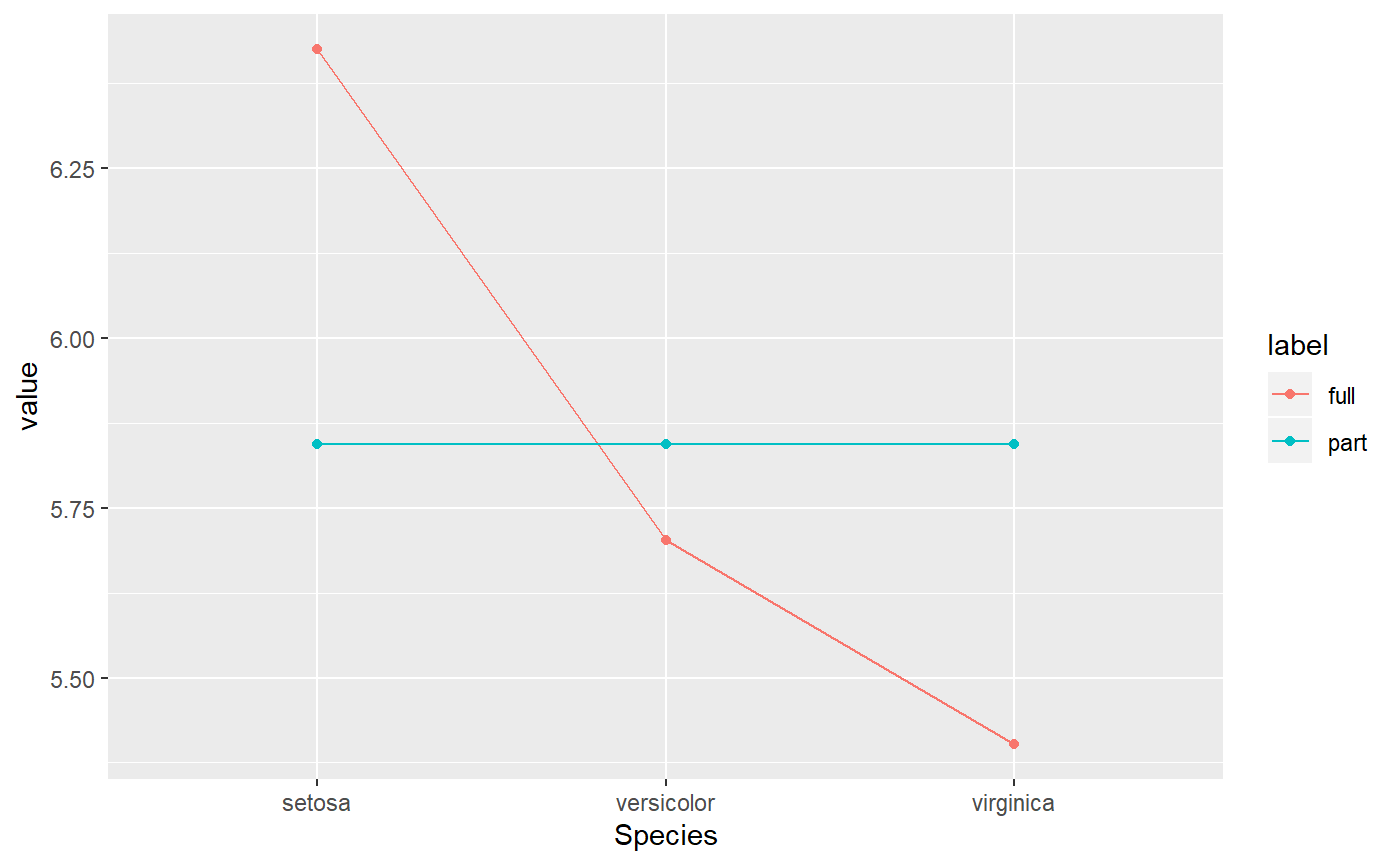 6.25
6.00
5.75
5.50
value
setosa
versicolor
virginica
Species
label
full
part